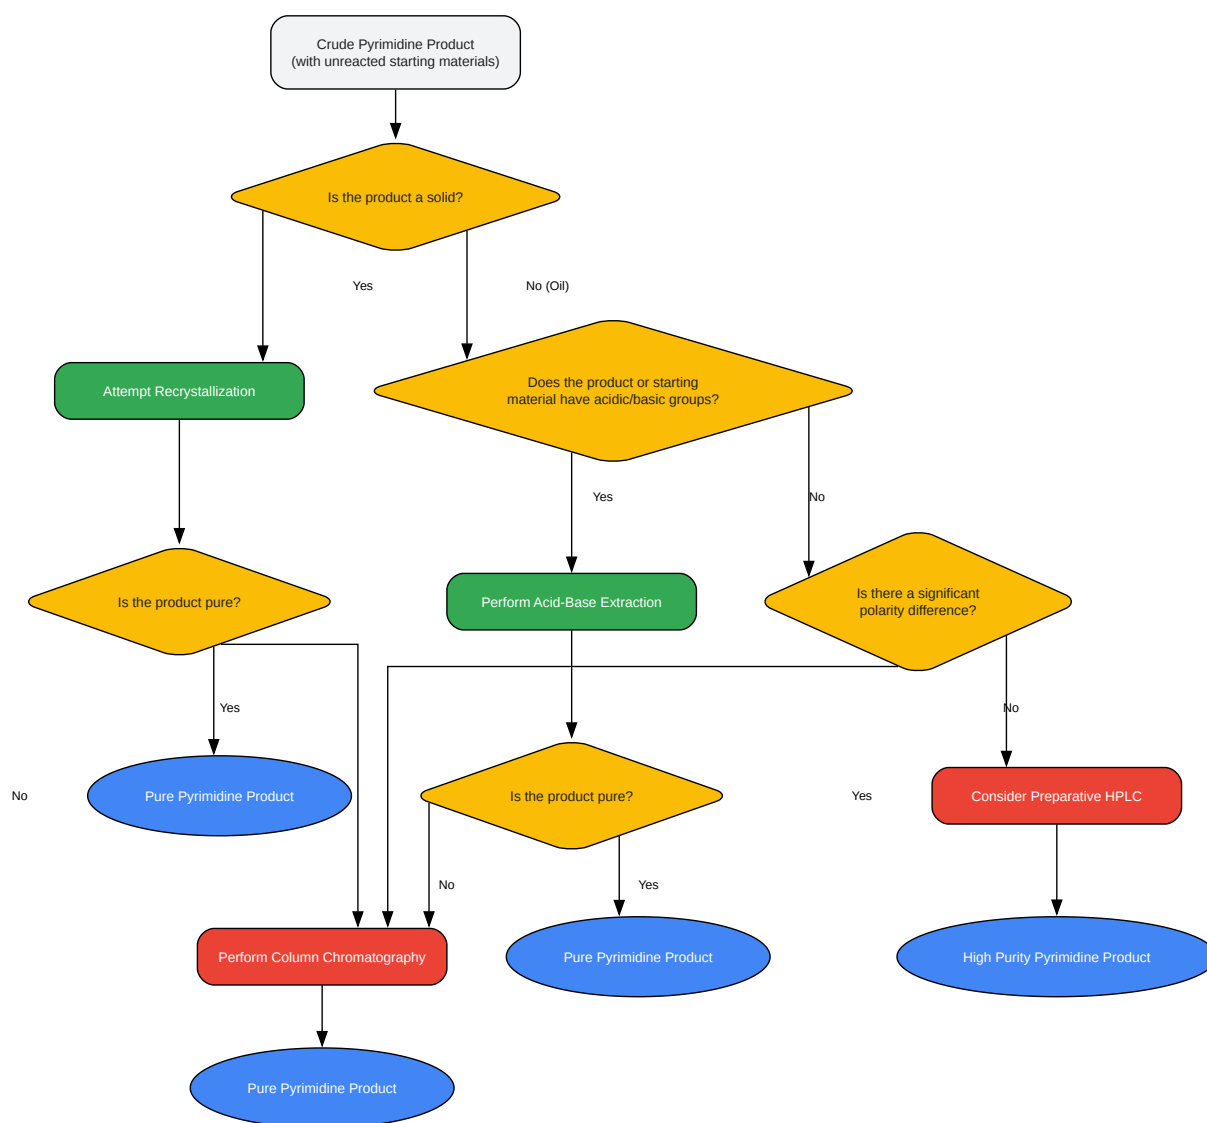 Crude Pyrimidine Product
(with unreacted starting materials)
Is the product a solid?
Yes
No (Oil)
Does the product or starting
material have acidic/basic groups?
Attempt Recrystallization
Yes
No
Is there a significant
polarity difference?
Is the product pure?
Perform Acid-Base Extraction
Yes
No
No
Pure Pyrimidine Product
Is the product pure?
Yes
Consider Preparative HPLC
No
Yes
Perform Column Chromatography
Pure Pyrimidine Product
High Purity Pyrimidine Product
Pure Pyrimidine Product